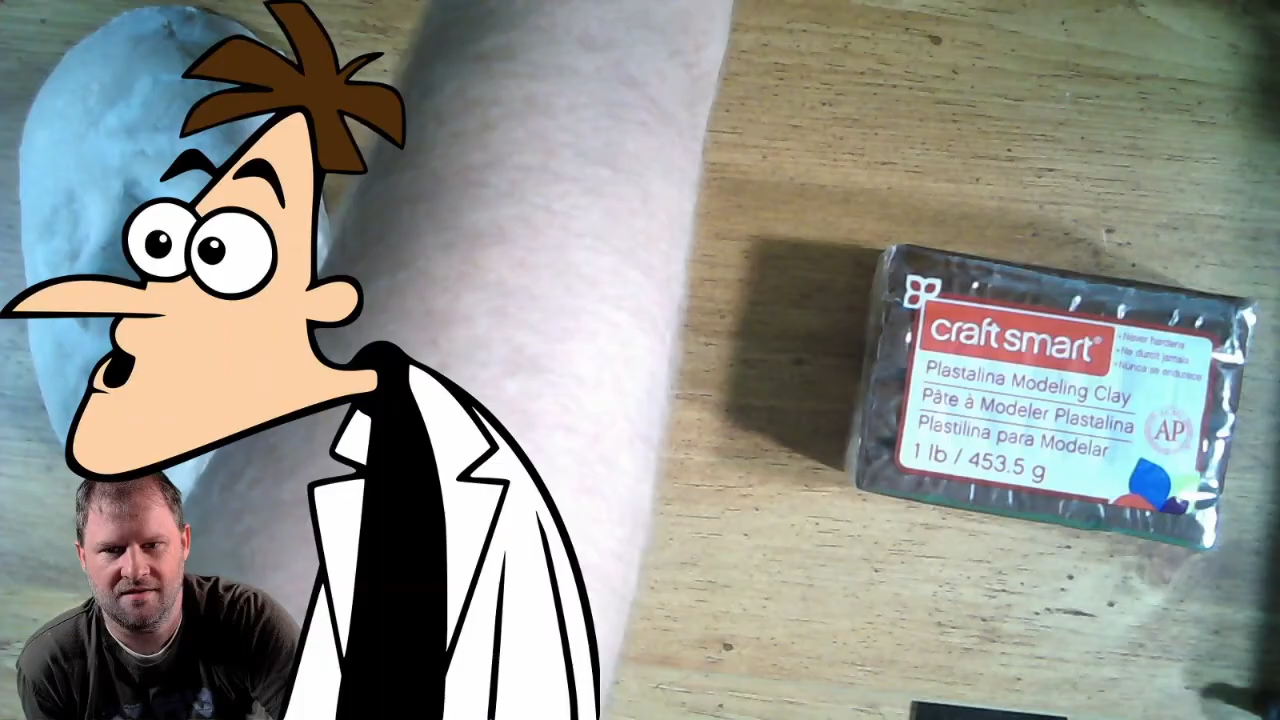 craft smart®
• Never hardens
• Ne durcit jamais
• Nunca se endurece
Plastalina Modeling Clay
Pâte à Modeler Plastalina
Plastilina para Modelar
AP
1 lb / 453.5 g